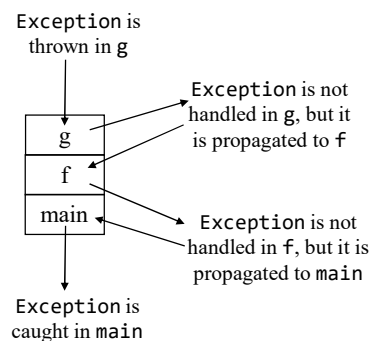 Exception is
thrown in g
Exception is not
handled in g, but it
is propagated to f
g
f
main
Exception is not
handled in f, but it is
propagated to main
Exception is
caught in main